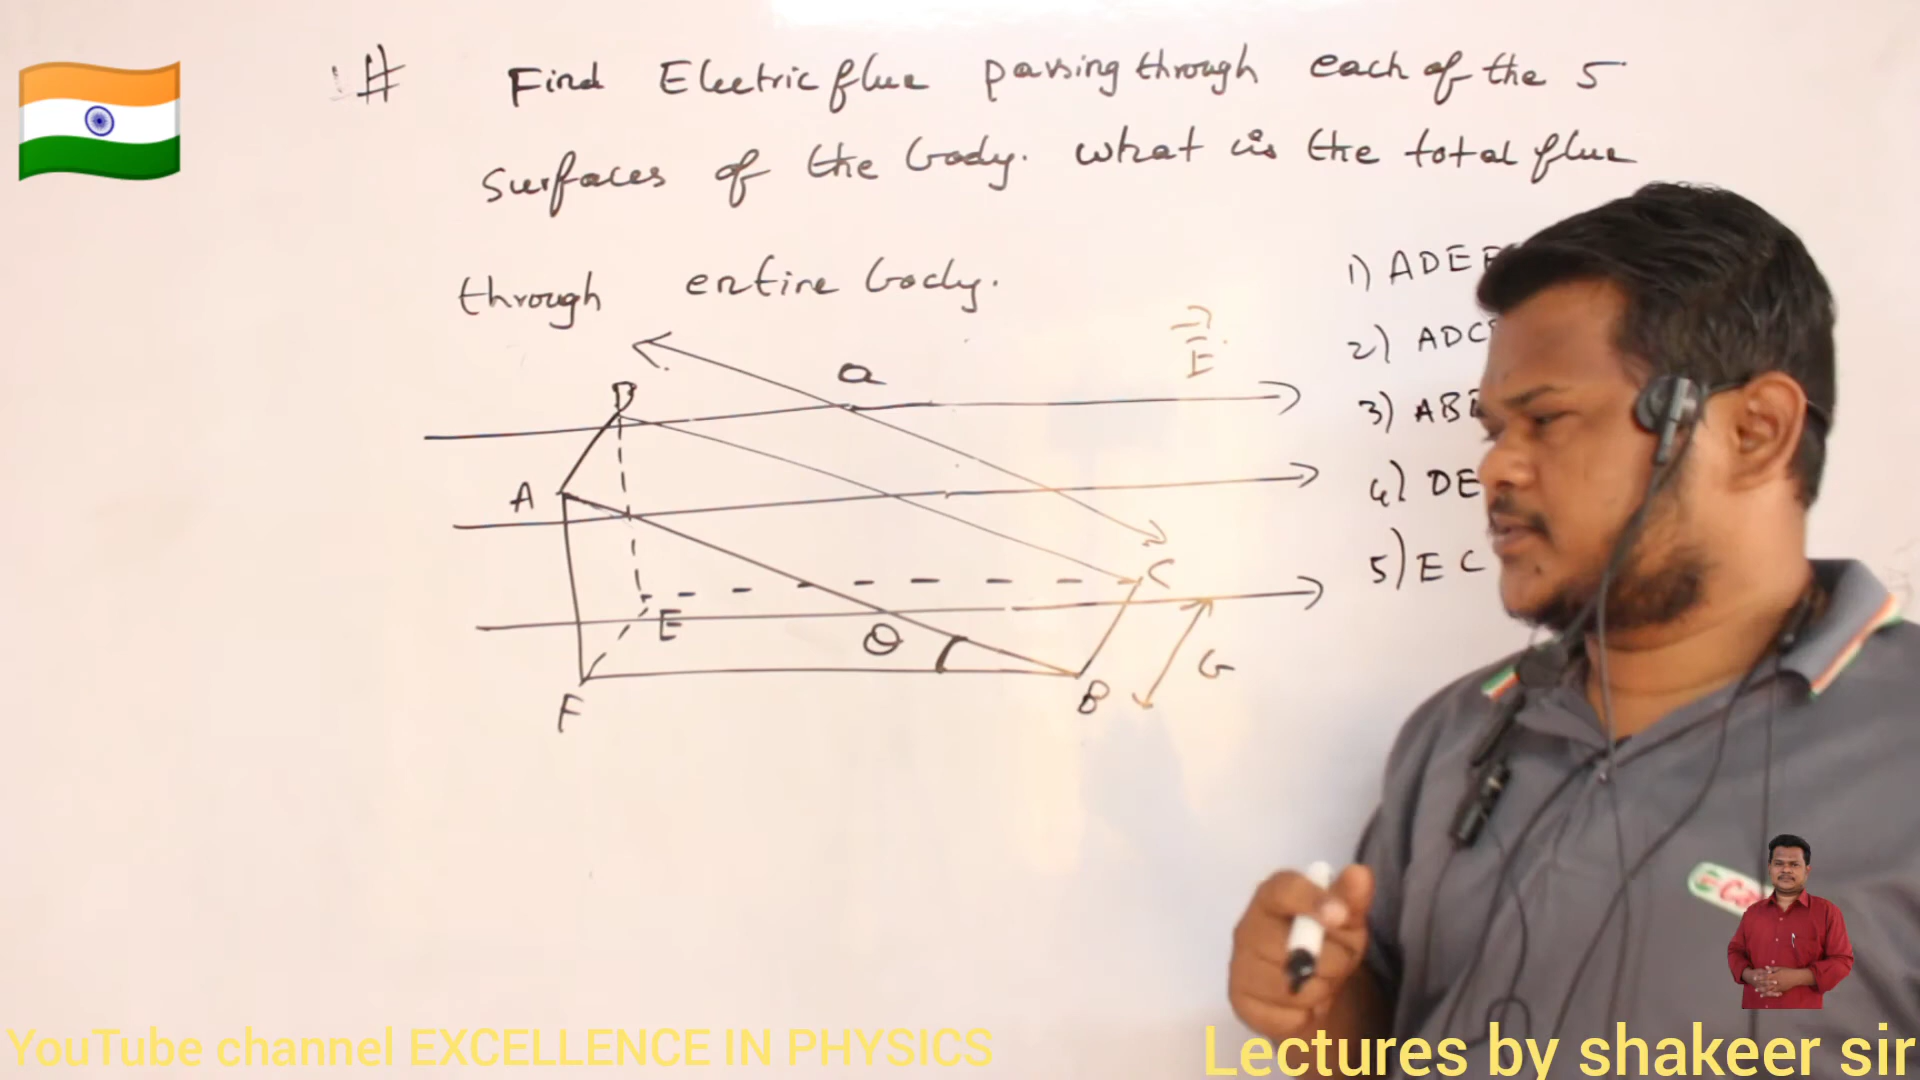 # Find Electric flux passing through each of the 5
surfaces of the body. what is the total flux
through entire body.
1) ADEF
2) ADC
3) ABE
4) DE
5) EC
E
a
D
A
C
E
θ
G
F
B
YouTube channel EXCELLENCE IN PHYSICS
Lectures by shakeer sir